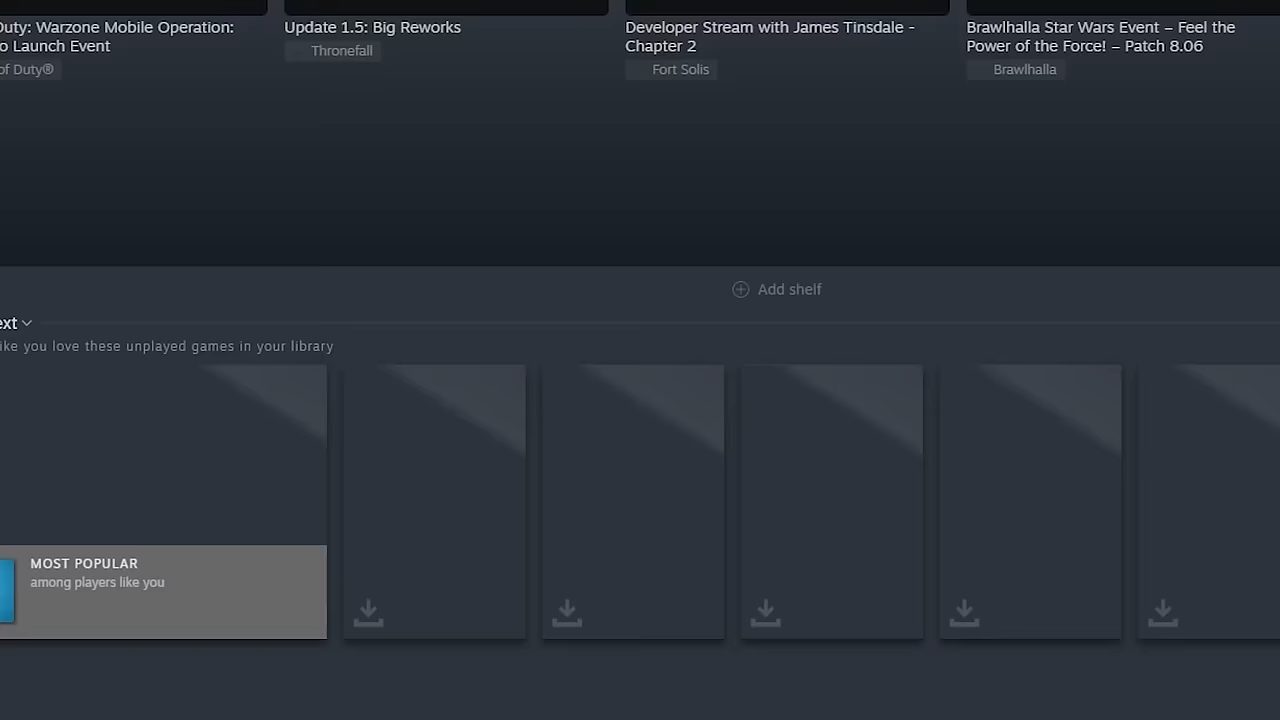 Duty: Warzone Mobile Operation:
o Launch Event
of Duty®
Update 1.5: Big Reworks
Thronefall
Developer Stream with James Tinsdale -
Chapter 2
Fort Solis
Brawlhalla Star Wars Event – Feel the
Power of the Force! – Patch 8.06
Brawlhalla
Add shelf
ext
ike you love these unplayed games in your library
MOST POPULAR
among players like you